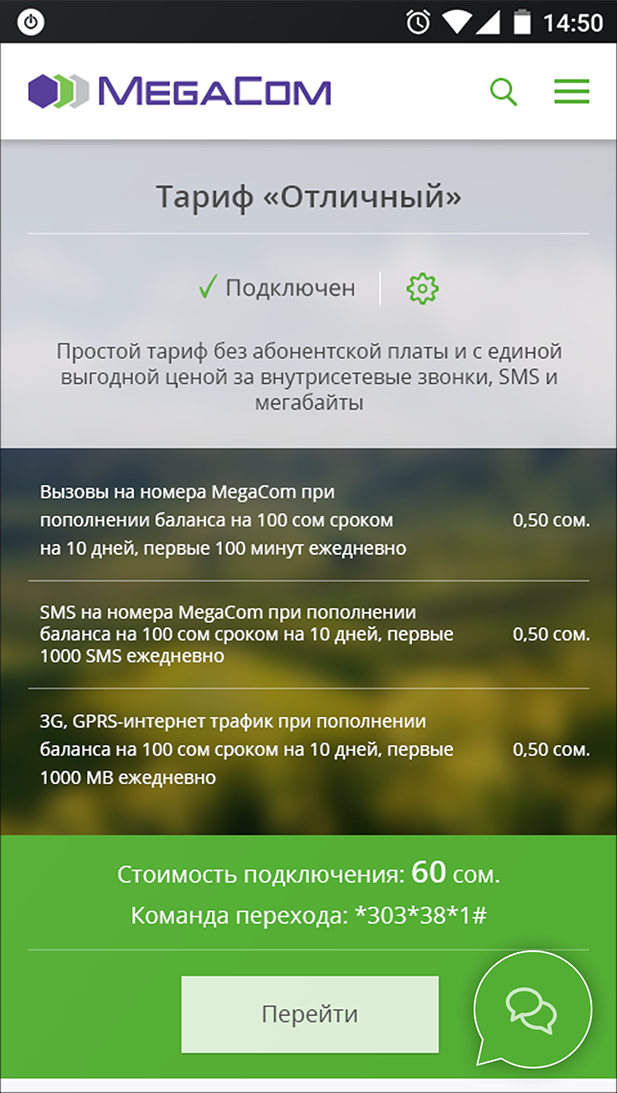 14:50
MEGACOM
Тариф «Отличный»
Подключен
Простой тариф без абонентской платы и с единой
выгодной ценой за внутрисетевые звонки, SMS и
мегабайты
Вызовы на номера MegaCom при
пополнении баланса на 100 сом сроком
на 10 дней, первые 100 минут ежедневно
0,50 сом.
SMS на номера MegaCom при пополнении
баланса на 100 сом сроком на 10 дней, первые
1000 SMS ежедневно
0,50 сом.
3G, GPRS-интернет трафик при пополнении
баланса на 100 сом сроком на 10 дней, первые
1000 MB ежедневно
0,50 сом.
Стоимость подключения: 60 сом.
Команда перехода: *303*38*1#
Перейти